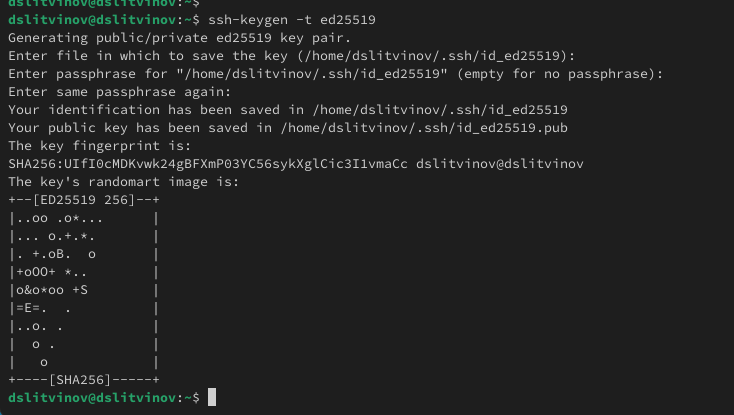 dslitvinov@dslitvinov:~$
dslitvinov@dslitvinov:~$ ssh-keygen -t ed25519
Generating public/private ed25519 key pair.
Enter file in which to save the key (/home/dslitvinov/.ssh/id_ed25519):
Enter passphrase for "/home/dslitvinov/.ssh/id_ed25519" (empty for no passphrase):
Enter same passphrase again:
Your identification has been saved in /home/dslitvinov/.ssh/id_ed25519
Your public key has been saved in /home/dslitvinov/.ssh/id_ed25519.pub
The key fingerprint is:
SHA256:UIfI0cMDKvwk24gBFXmP03YC56sykXglCic3I1vmaCc dslitvinov@dslitvinov
The key's randomart image is:
+--[ED25519 256]--+
|..oo .o*...      |
|... o.+.*.       |
|. +.oB.  o       |
|+oOO+ *..        |
|o&o*oo +S        |
|=E=.  .          |
|..o. .           |
|  o .            |
|   o             |
+----[SHA256]-----+
dslitvinov@dslitvinov:~$